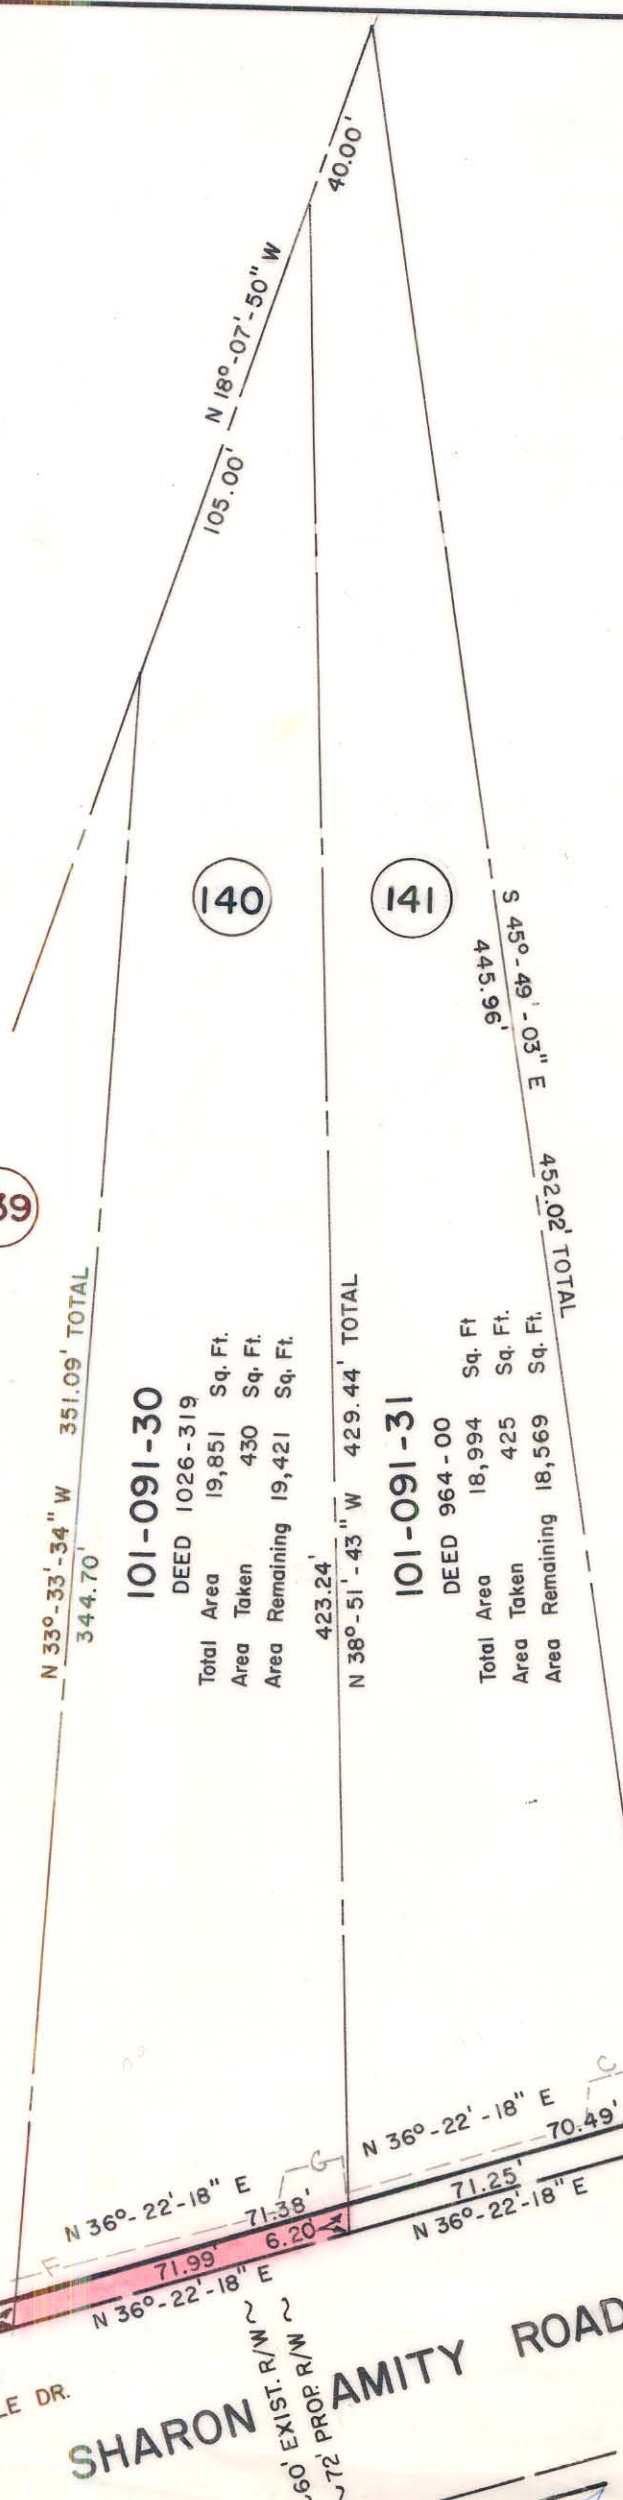 40.00'
N 18°-07'-50" W
105.00'
140
141
S 45°-49'-03" E
445.96'
452.02' TOTAL
39
N 33°-33'-34" W 351.09' TOTAL
344.70'
101-091-30
DEED 1026-319
Total Area 19,851 Sq. Ft.
Area Taken 430 Sq. Ft.
Area Remaining 19,421 Sq. Ft.
423.24'
N 38°-51'-43" W 429.44' TOTAL
101-091-31
DEED 964-00
Total Area 18,994 Sq. Ft
Area Taken 425 Sq. Ft.
Area Remaining 18,569 Sq. Ft.
C
N 36°-22'-18" E
70.49'
G
N 36°-22'-18" E
71.38'
71.25'
N 36°-22'-18" E
F
71.99'
6.20'
N 36°-22'-18" E
LE DR.
60' EXIST. R/W
72' PROP. R/W
SHARON AMITY ROAD